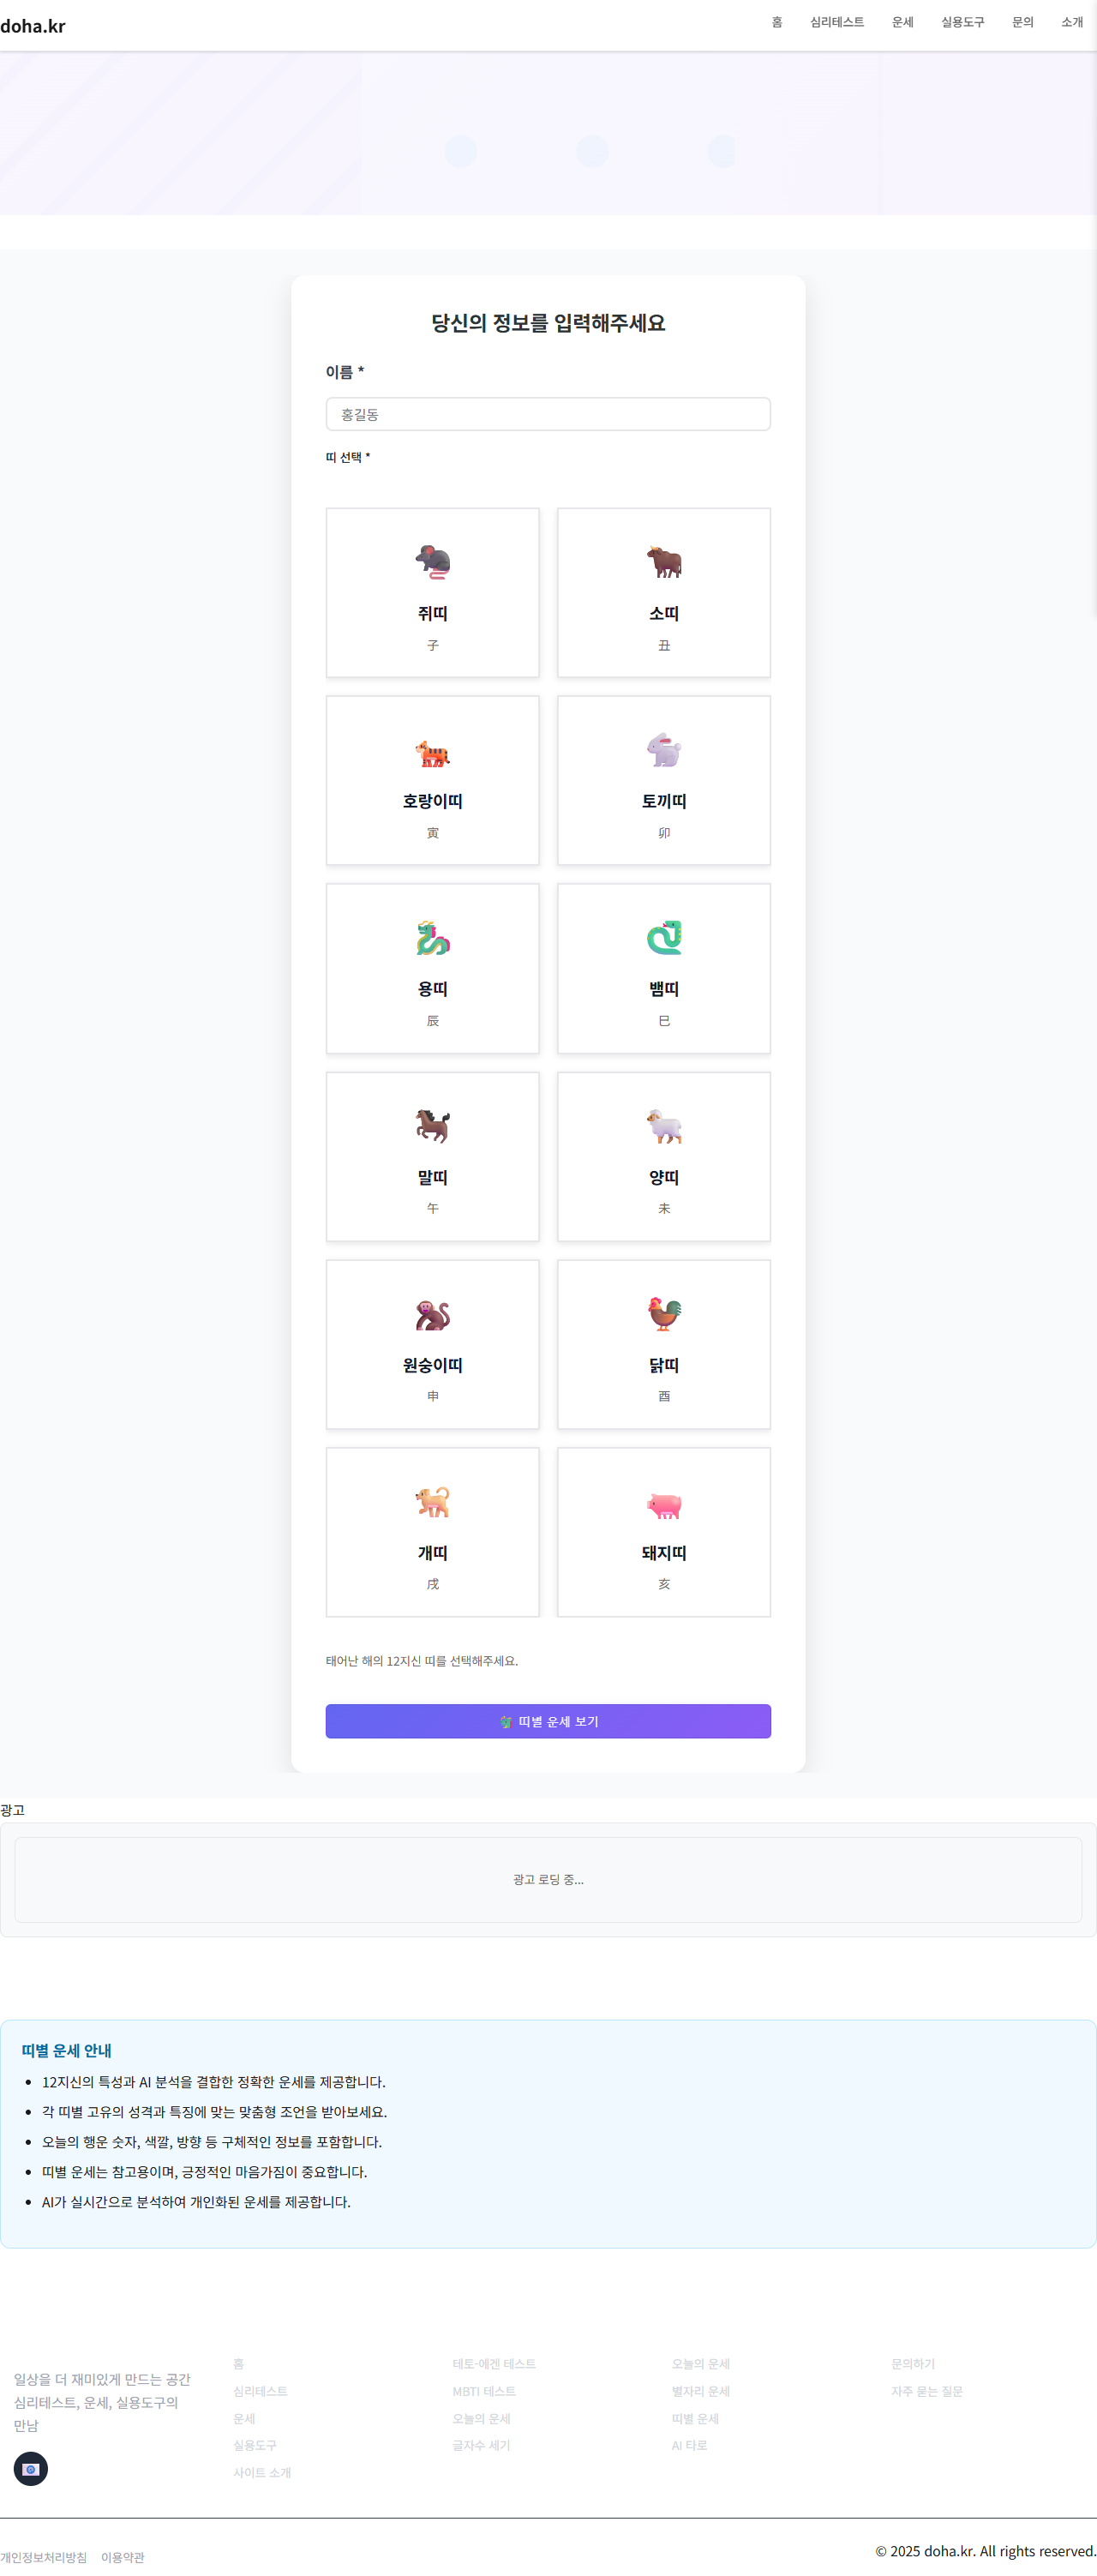 doha.kr
홈 심리테스트 운세 실용도구 문의 소개
당신의 정보를 입력해주세요
이름 *
홍길동
띠 선택 *
쥐띠
子
소띠
丑
호랑이띠
寅
토끼띠
卯
용띠
辰
뱀띠
巳
말띠
午
양띠
未
원숭이띠
申
닭띠
酉
개띠
戌
돼지띠
亥
태어난 해의 12지신 띠를 선택해주세요.
띠별 운세 보기
광고
광고 로딩 중...
띠별 운세 안내
12지신의 특성과 AI 분석을 결합한 정확한 운세를 제공합니다.
각 띠별 고유의 성격과 특징에 맞는 맞춤형 조언을 받아보세요.
오늘의 행운 숫자, 색깔, 방향 등 구체적인 정보를 포함합니다.
띠별 운세는 참고용이며, 긍정적인 마음가짐이 중요합니다.
AI가 실시간으로 분석하여 개인화된 운세를 제공합니다.
일상을 더 재미있게 만드는 공간
심리테스트, 운세, 실용도구의
만남
홈
심리테스트
운세
실용도구
사이트 소개
테토-에겐 테스트
MBTI 테스트
오늘의 운세
글자수 세기
오늘의 운세
별자리 운세
띠별 운세
AI 타로
문의하기
자주 묻는 질문
개인정보처리방침 이용약관
© 2025 doha.kr. All rights reserved.